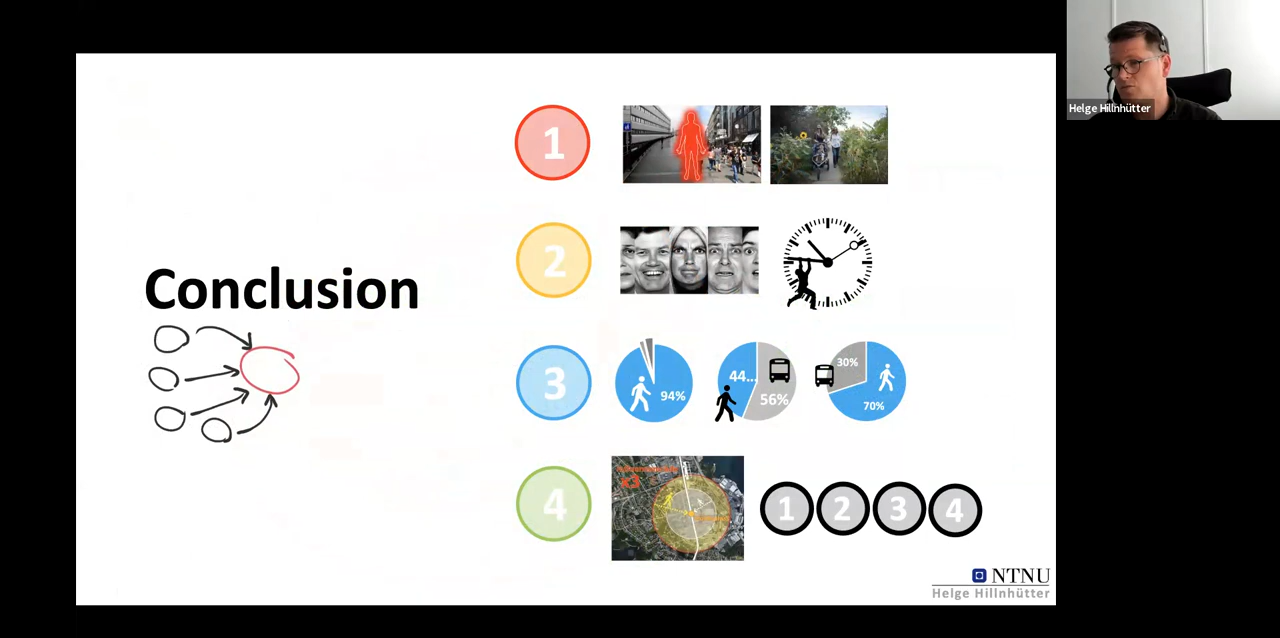 Helge Hillnhütter
1
2
Conclusion
3
94%
44...
56%
30%
70%
4
x3
1 2 3 4
NTNU
Helge Hillnhütter